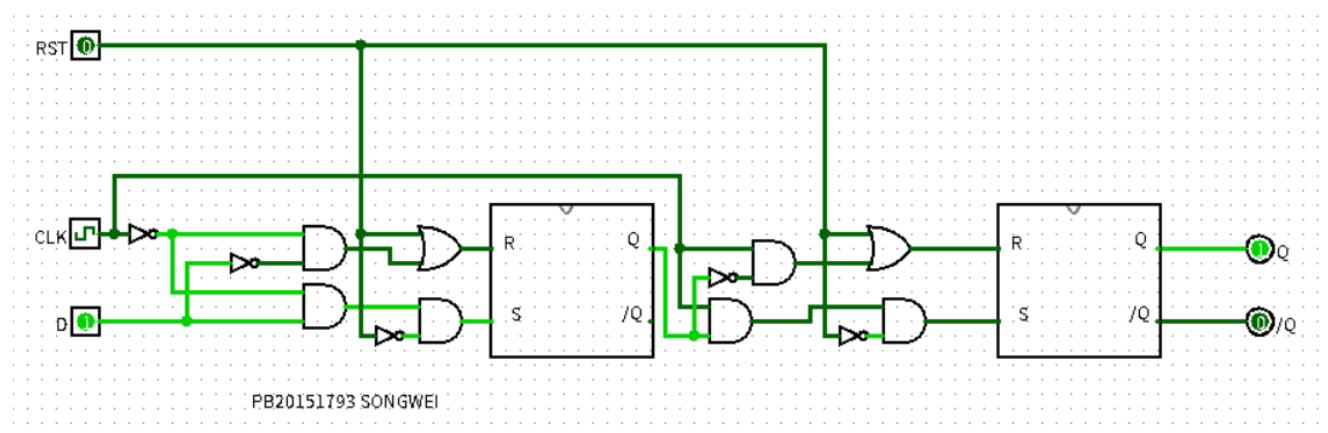 RST 0
R Q R Q 1 Q
CLK
S /Q S /Q 0 /Q
D 1
PB20151793 SONGWEI